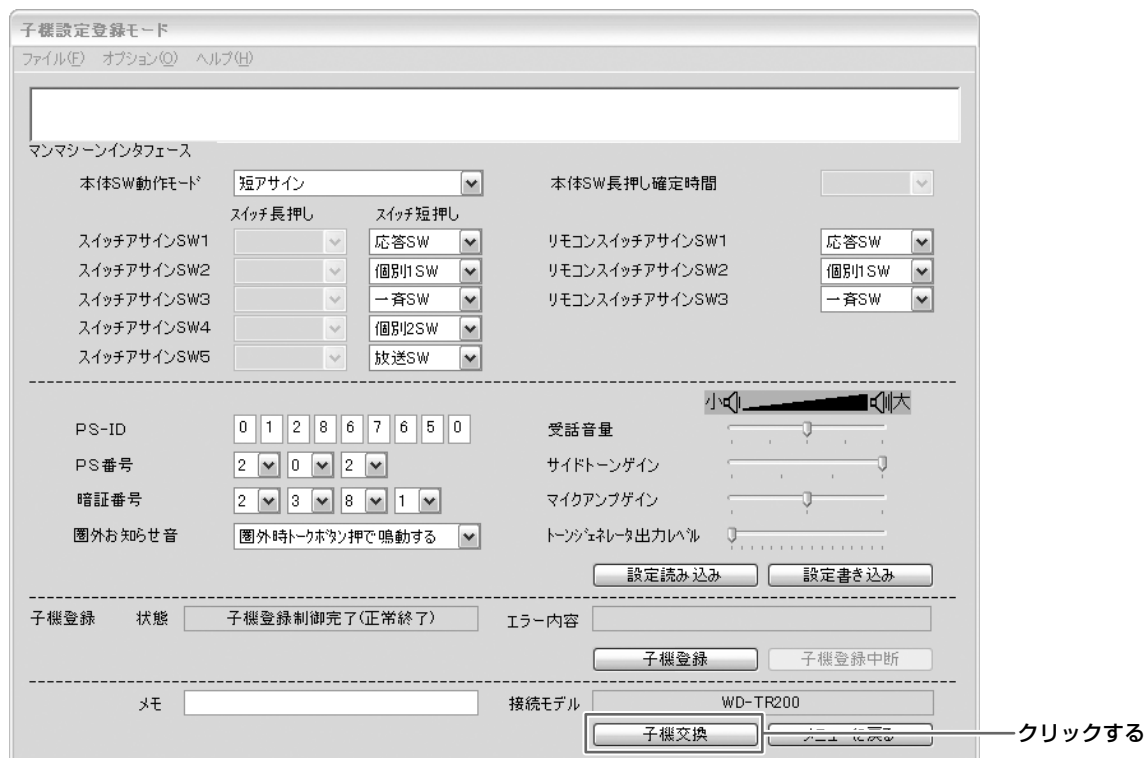 子機設定登録モード
ファイル(F) オプション(O) ヘルプ(H)
マンマシーンインタフェース
本体SW動作モード 短アサイン 本体SW長押し確定時間
スイッチ長押し スイッチ短押し
スイッチアサインSW1 応答SW リモコンスイッチアサインSW1 応答SW
スイッチアサインSW2 個別1SW リモコンスイッチアサインSW2 個別1SW
スイッチアサインSW3 一斉SW リモコンスイッチアサインSW3 一斉SW
スイッチアサインSW4 個別2SW
スイッチアサインSW5 放送SW
小 大
PS-ID 0 1 2 8 6 7 6 5 0 受話音量
PS番号 2 0 2 サイドトーンゲイン
暗証番号 2 3 8 1 マイクアンプゲイン
圏外お知らせ音 圏外時トークボタン押で鳴動する トーンジェネレータ出力レベル
設定読み込み 設定書き込み
子機登録 状態 子機登録制御完了(正常終了) エラー内容
子機登録 子機登録中断
メモ 接続モデル WD-TR200
子機交換 メニューに戻る クリックする